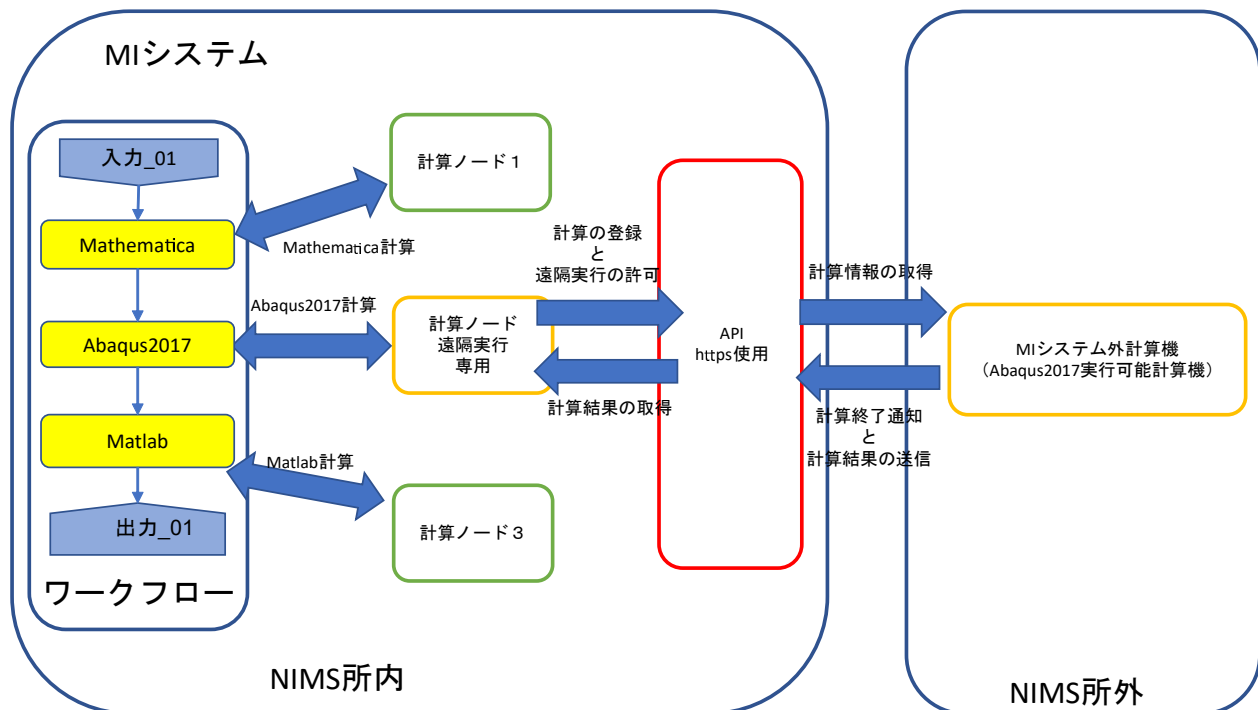 MIシステム
入力_01
Mathematica
Abaqus2017
Matlab
出力_01
ワークフロー
計算ノード１
Mathematica計算
Abaqus2017計算
計算ノード
遠隔実行
専用
Matlab計算
計算ノード３
計算の登録
と
遠隔実行の許可
計算結果の取得
API
https使用
計算情報の取得
計算終了通知
と
計算結果の送信
MIシステム外計算機
（Abaqus2017実行可能計算機）
NIMS所内
NIMS所外